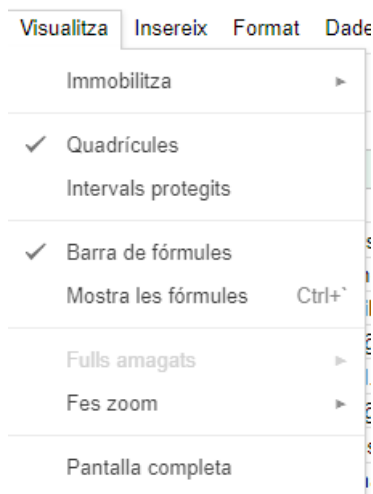 Visualitza Insereix Format Dade
Immobilitza
Quadrícules
Intervals protegits
Barra de fórmules
Mostra les fórmules Ctrl+`
Fulls amagats
Fes zoom
Pantalla completa